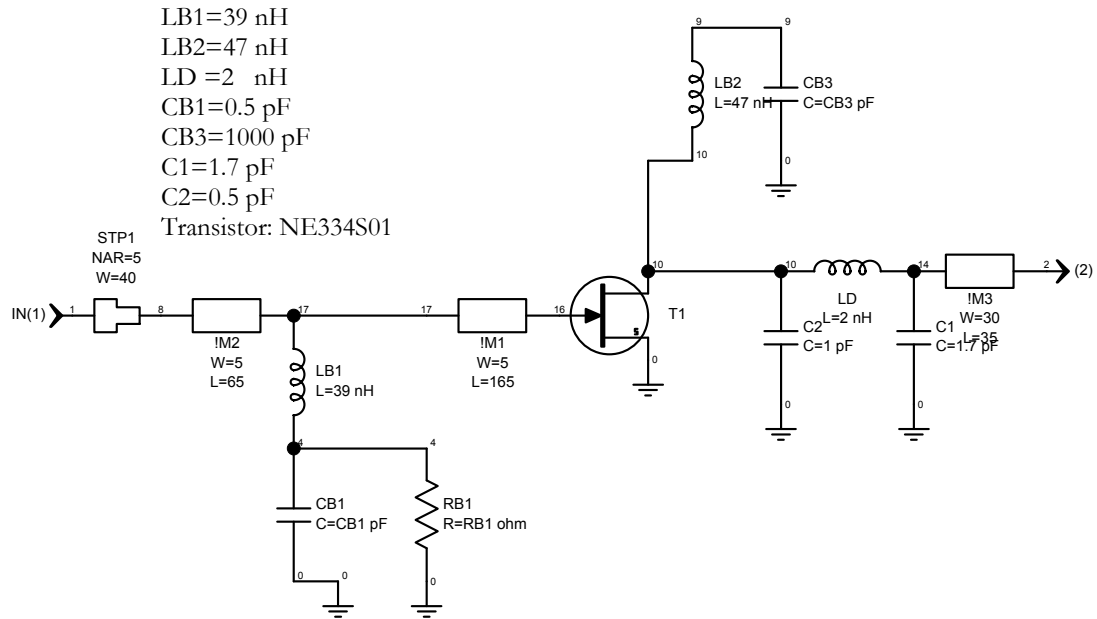 LB1=39 nH
LB2=47 nH
LD =2 nH
CB1=0.5 pF
CB3=1000 pF
C1=1.7 pF
C2=0.5 pF
Transistor: NE334S01
9
9
LB2
L=47 nH
CB3
C=CB3 pF
10
0
STP1
NAR=5
W=40
IN(1)
1
8
!M2
W=5
L=65
17
17
!M1
W=5
L=165
16
T1
S
0
10
10
LD
L=2 nH
14
!M3
W=30
L=35
2
(2)
C2
C=1 pF
0
C1
C=1.7 pF
0
LB1
L=39 nH
4
4
CB1
C=CB1 pF
RB1
R=RB1 ohm
0
0
0